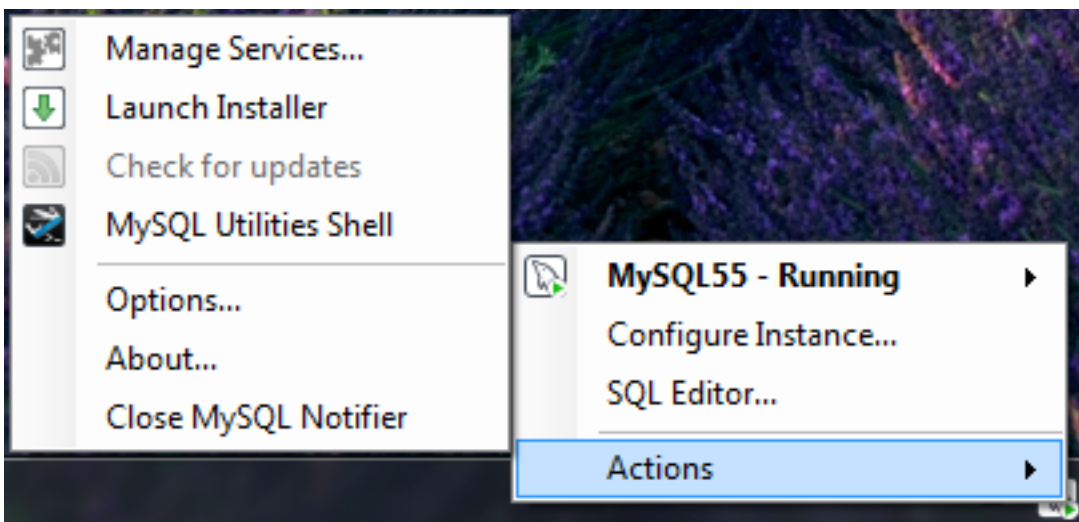 Manage Services...
Launch Installer
Check for updates
MySQL Utilities Shell
Options...
About...
Close MySQL Notifier
MySQL55 - Running
Configure Instance...
SQL Editor...
Actions